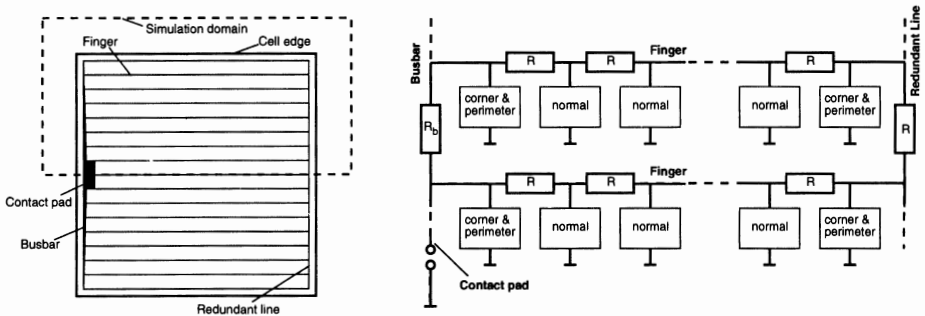 Simulation domain
Finger
Cell edge
Contact pad
Busbar
Redundant line
Busbar
Finger
Redundant Line
R
R
R
corner &
perimeter
normal
normal
normal
corner &
perimeter
Rb
R
Finger
R
R
R
corner &
perimeter
normal
normal
normal
corner &
perimeter
Contact pad